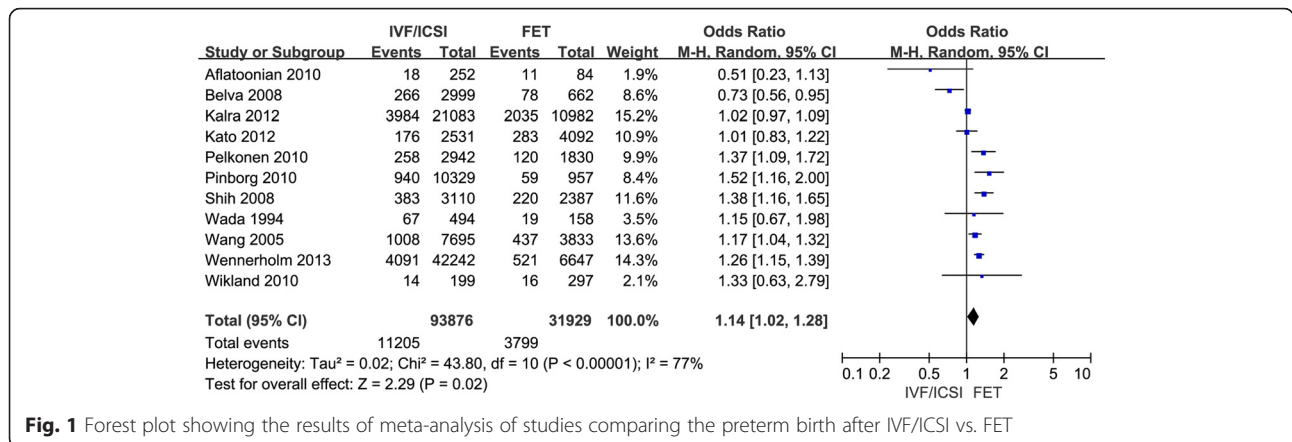 IVF/ICSI FET Odds Ratio Odds Ratio
Study or Subgroup Events Total Events Total Weight M-H, Random, 95% CI M-H, Random, 95% CI
Aflatoonian 2010 18 252 11 84 1.9% 0.51 [0.23, 1.13]
Belva 2008 266 2999 78 662 8.6% 0.73 [0.56, 0.95]
Kalra 2012 3984 21083 2035 10982 15.2% 1.02 [0.97, 1.09]
Kato 2012 176 2531 283 4092 10.9% 1.01 [0.83, 1.22]
Pelkonen 2010 258 2942 120 1830 9.9% 1.37 [1.09, 1.72]
Pinborg 2010 940 10329 59 957 8.4% 1.52 [1.16, 2.00]
Shih 2008 383 3110 220 2387 11.6% 1.38 [1.16, 1.65]
Wada 1994 67 494 19 158 3.5% 1.15 [0.67, 1.98]
Wang 2005 1008 7695 437 3833 13.6% 1.17 [1.04, 1.32]
Wennerholm 2013 4091 42242 521 6647 14.3% 1.26 [1.15, 1.39]
Wikland 2010 14 199 16 297 2.1% 1.33 [0.63, 2.79]
Total (95% CI) 93876 31929 100.0% 1.14 [1.02, 1.28]
Total events 11205 3799
Heterogeneity: Tau² = 0.02; Chi² = 43.80, df = 10 (P < 0.00001); I² = 77%
Test for overall effect: Z = 2.29 (P = 0.02)
0.1 0.2 0.5 1 2 5 10
IVF/ICSI FET
Fig. 1 Forest plot showing the results of meta-analysis of studies comparing the preterm birth after IVF/ICSI vs. FET